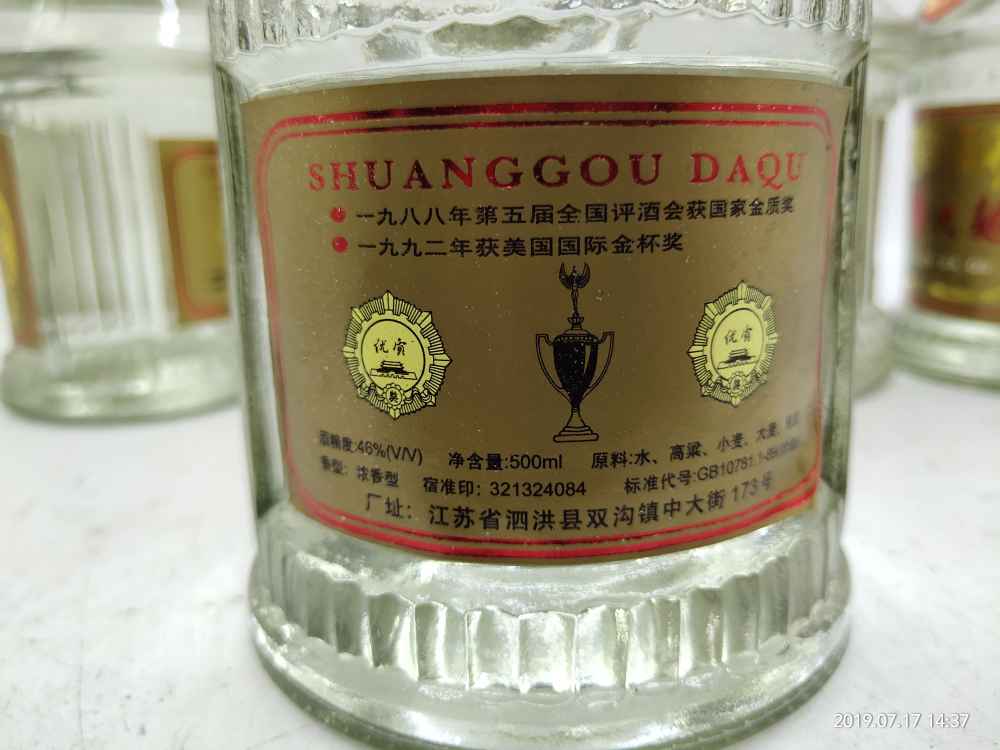 SHUANGGOU DAQU
一九八八年第五届全国评酒会获国家金质奖
一九九二年获美国国际金杯奖
优质
奖
优质
奖
酒精度:46%(V/V) 净含量:500ml 原料:水、高粱、小麦、大麦、
香型: 浓香型 宿准印: 321324084 标准代号:GB10781.1-89
厂址: 江苏省泗洪县双沟镇中大街 173号
2019.07.17 14:37